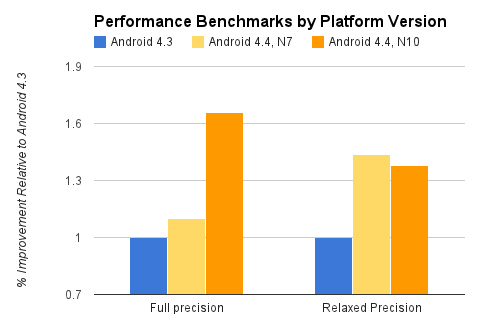 Performance Benchmarks by Platform Version
Android 4.3 Android 4.4, N7 Android 4.4, N10
% Improvement Relative to Android 4.3
1.9
1.6
1.3
1
0.7
Full precision Relaxed Precision